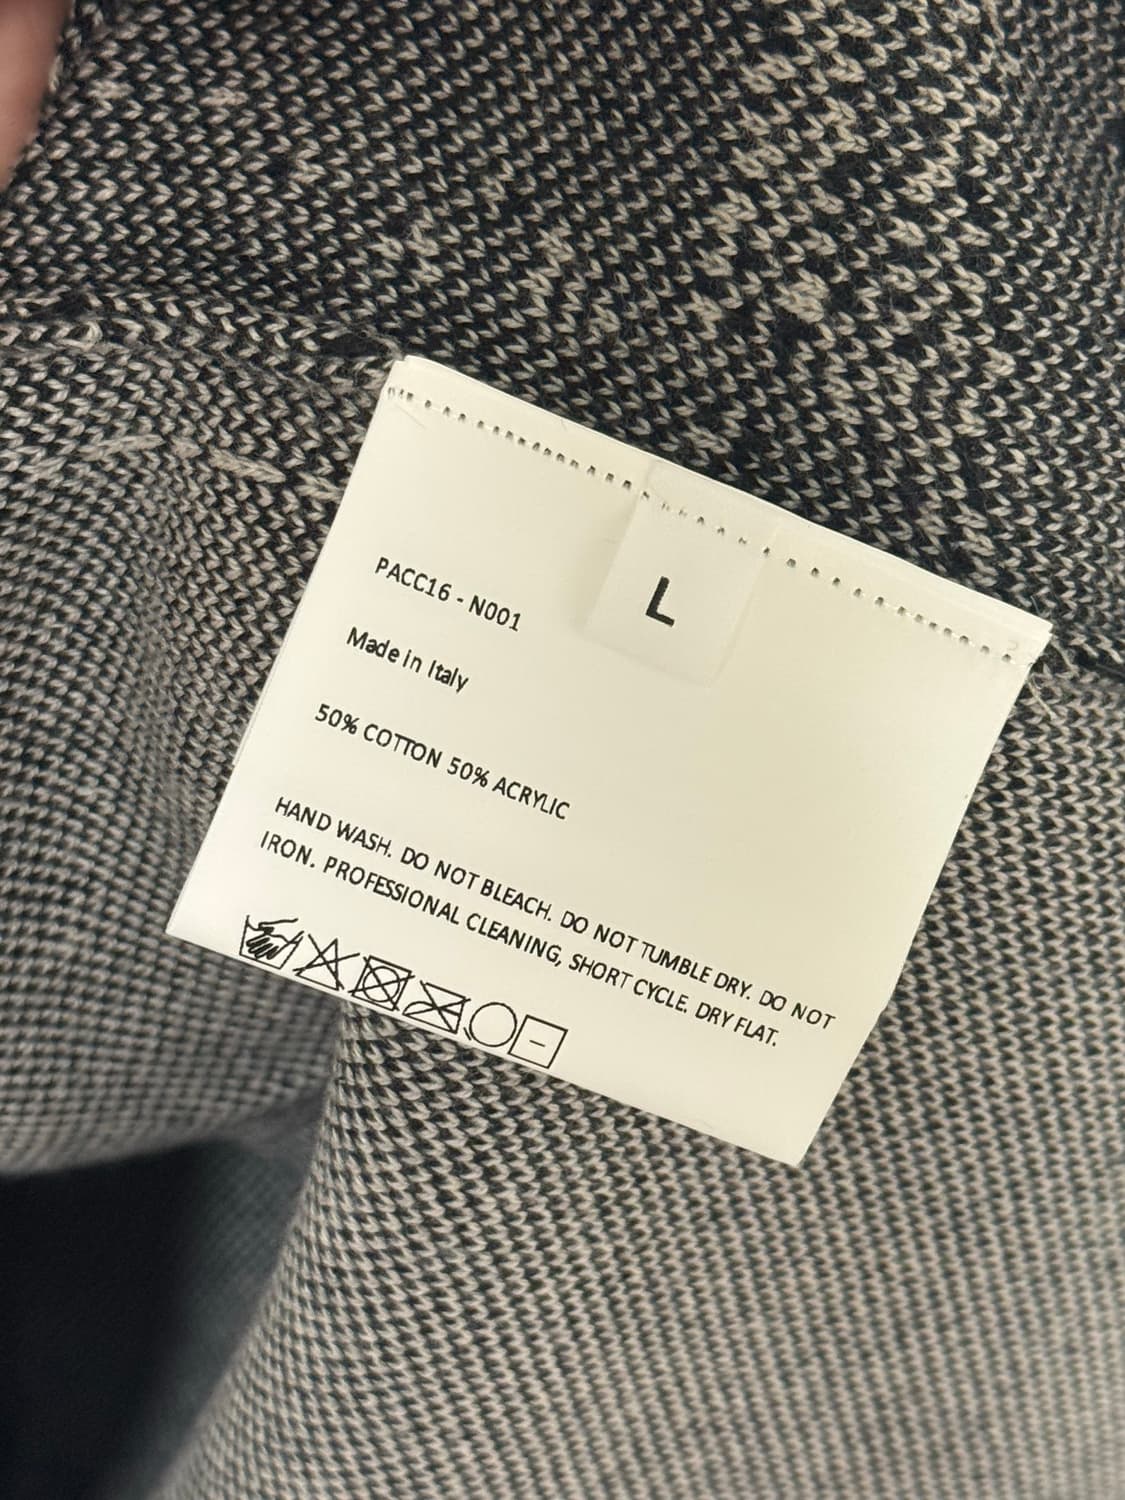 L
PACC16 - N001
Made in Italy
50% COTTON 50% ACRYLIC
HAND WASH. DO NOT BLEACH. DO NOT TUMBLE DRY. DO NOT
IRON. PROFESSIONAL CLEANING, SHORT CYCLE. DRY FLAT.